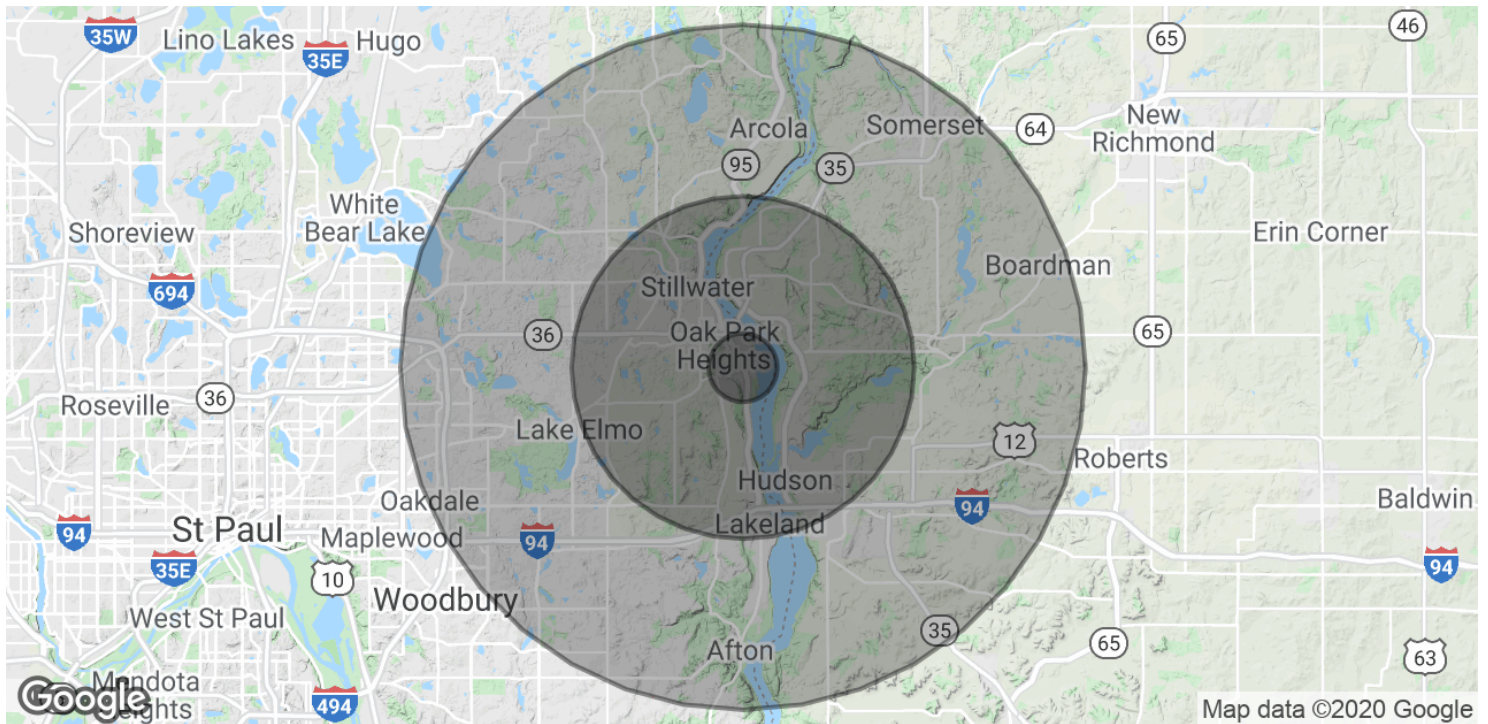 35W
Lino Lakes
35E
Hugo
65
46
Arcola
Somerset
64
New
Richmond
95
35
White
Bear Lake
Shoreview
Erin Corner
694
Stillwater
Boardman
36
Oak Park
Heights
65
36
Roseville
Lake Elmo
12
Roberts
Hudson
Oakdale
94
Baldwin
94
St Paul
Maplewood
94
Lakeland
35E
10
94
Woodbury
West St Paul
35
65
Afton
63
Mendota
Heights
Google
494
Map data ©2020 Google